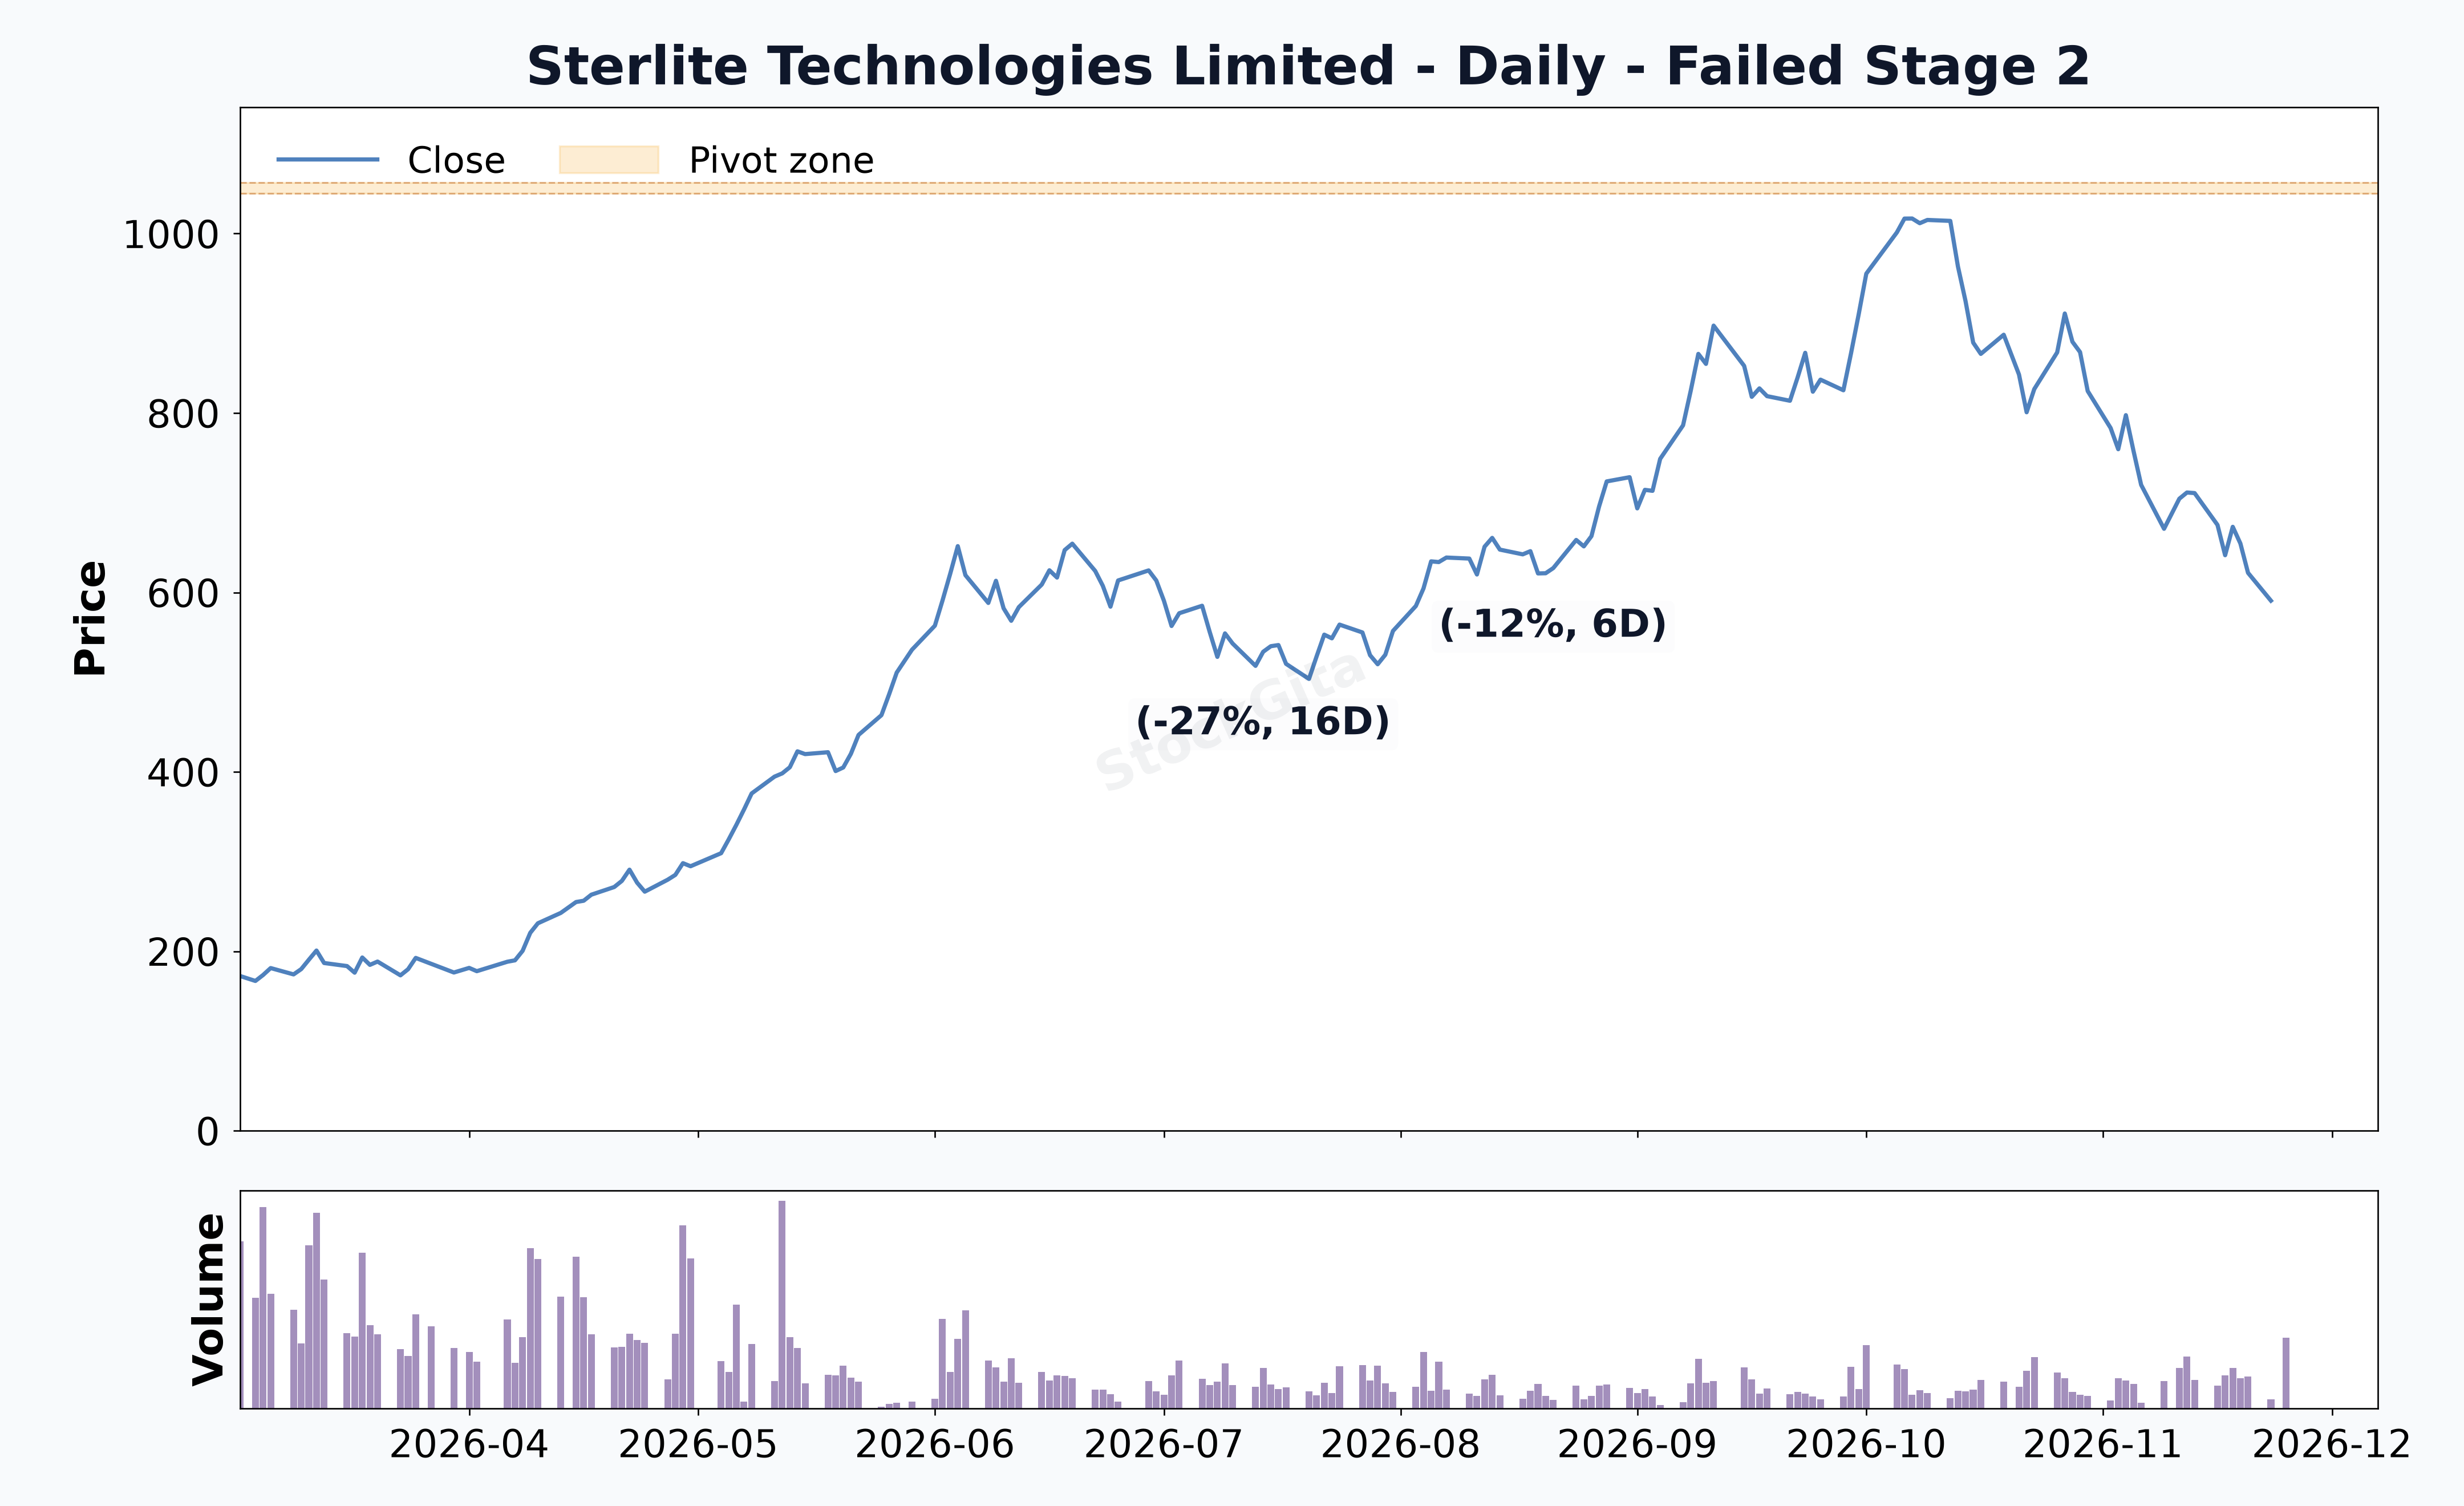 Sterlite Technologies Limited - Daily - Failed Stage 2
Close
Pivot zone
Price
1000
800
600
400
200
0
(-12%, 6D)
(-27%, 16D)
StockGita
Volume
2026-04
2026-05
2026-06
2026-07
2026-08
2026-09
2026-10
2026-11
2026-12